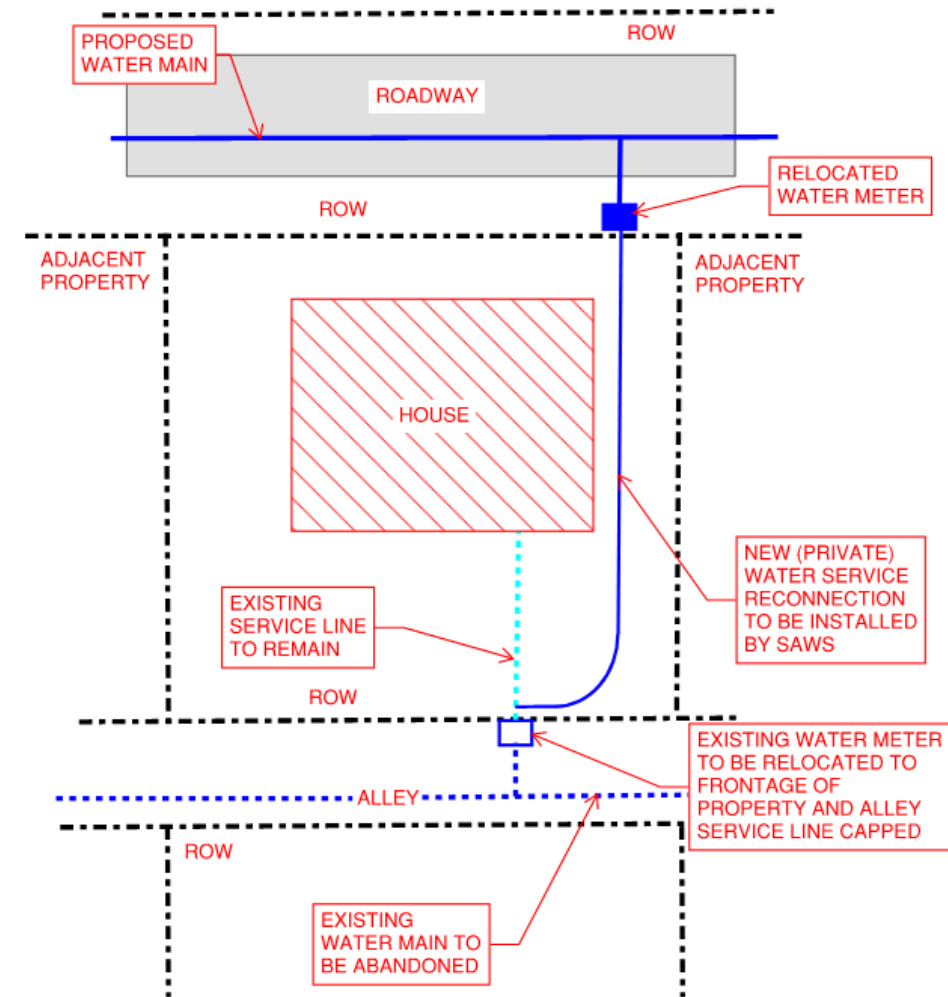 ROW
PROPOSED
WATER MAIN
ROADWAY
RELOCATED
WATER METER
ROW
ADJACENT
PROPERTY
ADJACENT
PROPERTY
HOUSE
NEW (PRIVATE)
WATER SERVICE
RECONNECTION
TO BE INSTALLED
BY SAWS
EXISTING
SERVICE LINE
TO REMAIN
ROW
EXISTING WATER METER
TO BE RELOCATED TO
FRONTAGE OF
PROPERTY AND ALLEY
SERVICE LINE CAPPED
ALLEY
ROW
EXISTING
WATER MAIN TO
BE ABANDONED